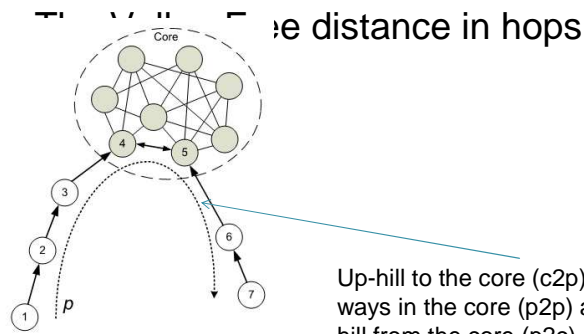 ee distance in hops
Core
4
5
3
6
2
7
p
1
Up-hill to the core (c2p)
ways in the core (p2p) a
hill from the core (p2c)